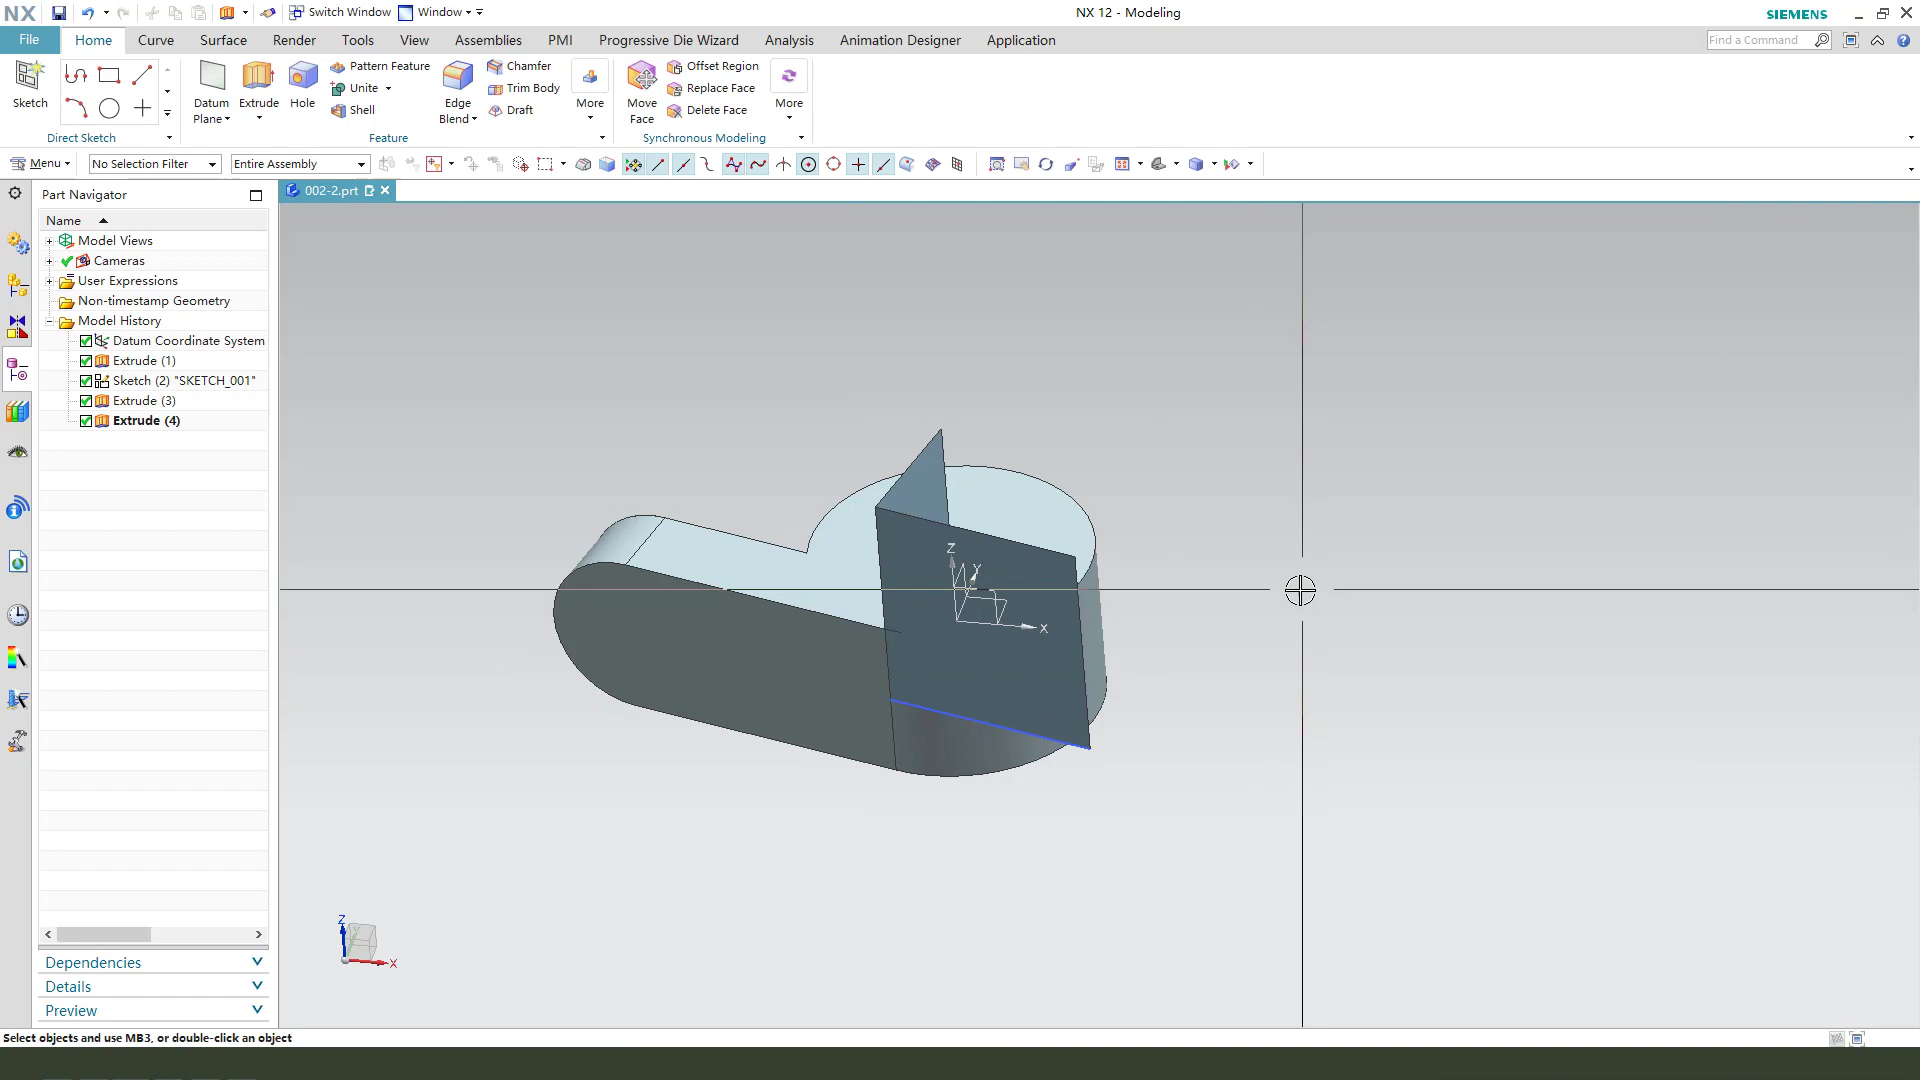 NX
Switch Window
Window
NX 12 - Modeling
SIEMENS
File
Home
Curve
Surface
Render
Tools
View
Assemblies
PMI
Progressive Die Wizard
Analysis
Animation Designer
Application
Find a Command
Sketch
Direct Sketch
Datum
Plane
Extrude
Hole
Pattern Feature
Unite
Shell
Edge
Blend
Chamfer
Trim Body
Draft
More
Feature
Move
Face
Offset Region
Replace Face
Delete Face
More
Synchronous Modeling
Menu
No Selection Filter
Entire Assembly
Part Navigator
002-2.prt
Name
Model Views
Cameras
User Expressions
Non-timestamp Geometry
Model History
Datum Coordinate System
Extrude (1)
Sketch (2) "SKETCH_001"
Extrude (3)
Extrude (4)
Z
Y
X
Z
X
Dependencies
Details
Preview
Select objects and use MB3, or double-click an object